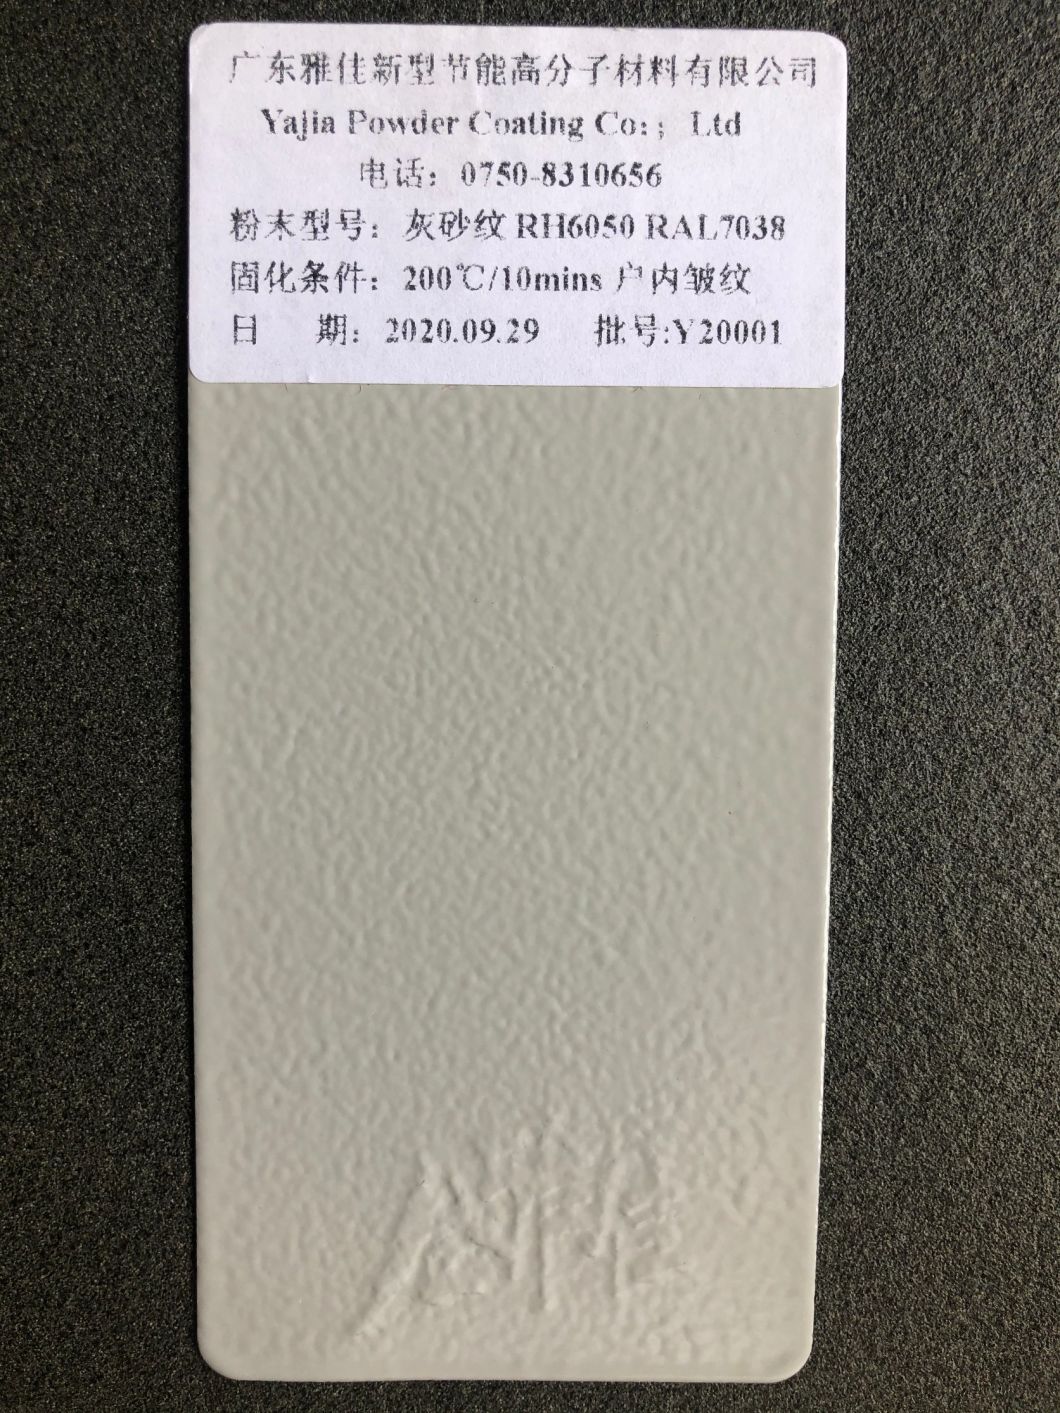 广东雅佳新型节能高分子材料有限公司
Yajia Powder Coating Co:; Ltd
电话：0750-8310656
粉末型号：灰砂纹 RH6050 RAL7038
固化条件：200℃/10mins 户内皱纹
日 期：2020.09.29 批号:Y20001